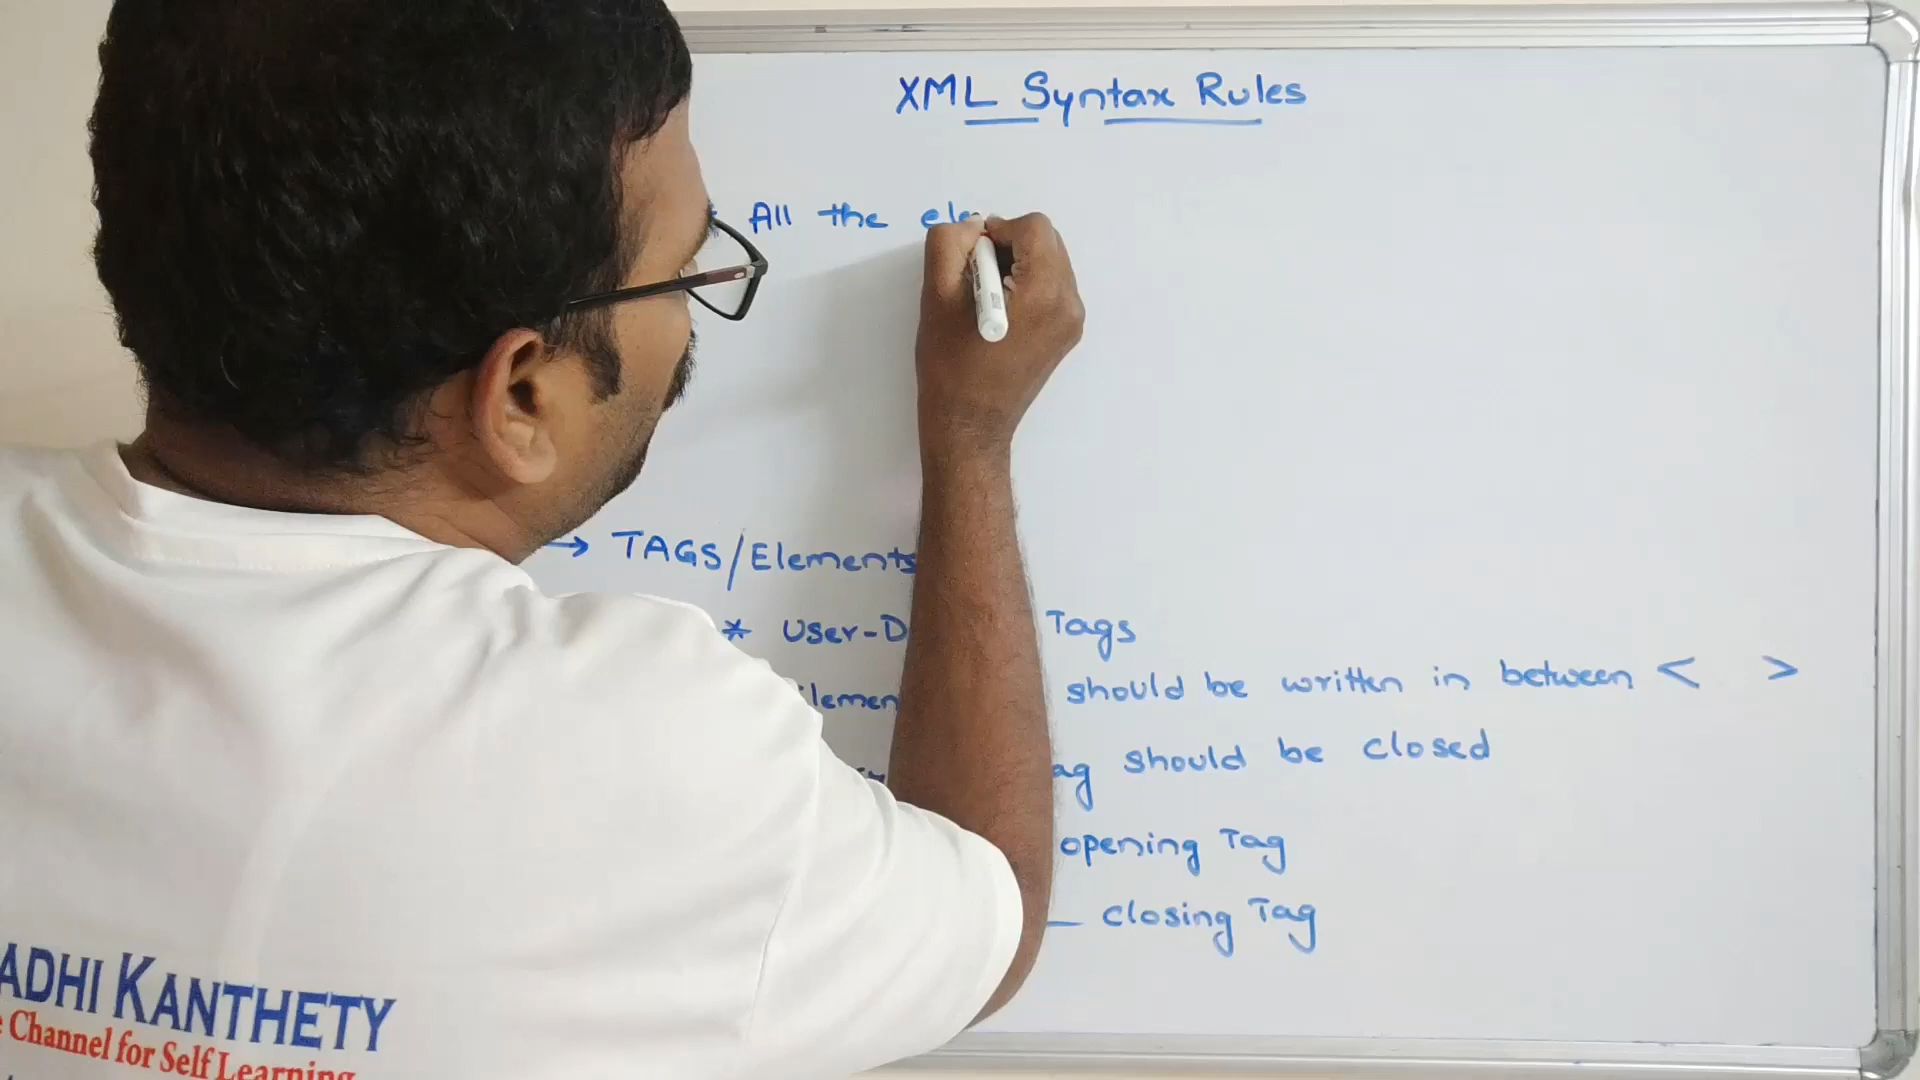 XML Syntax Rules
* All the ele
→ TAGS/Elements
* User-D Tags
lemen should be written in between < >
ag should be closed
opening Tag
closing Tag
ADHI KANTHETY
Channel for Self Learning